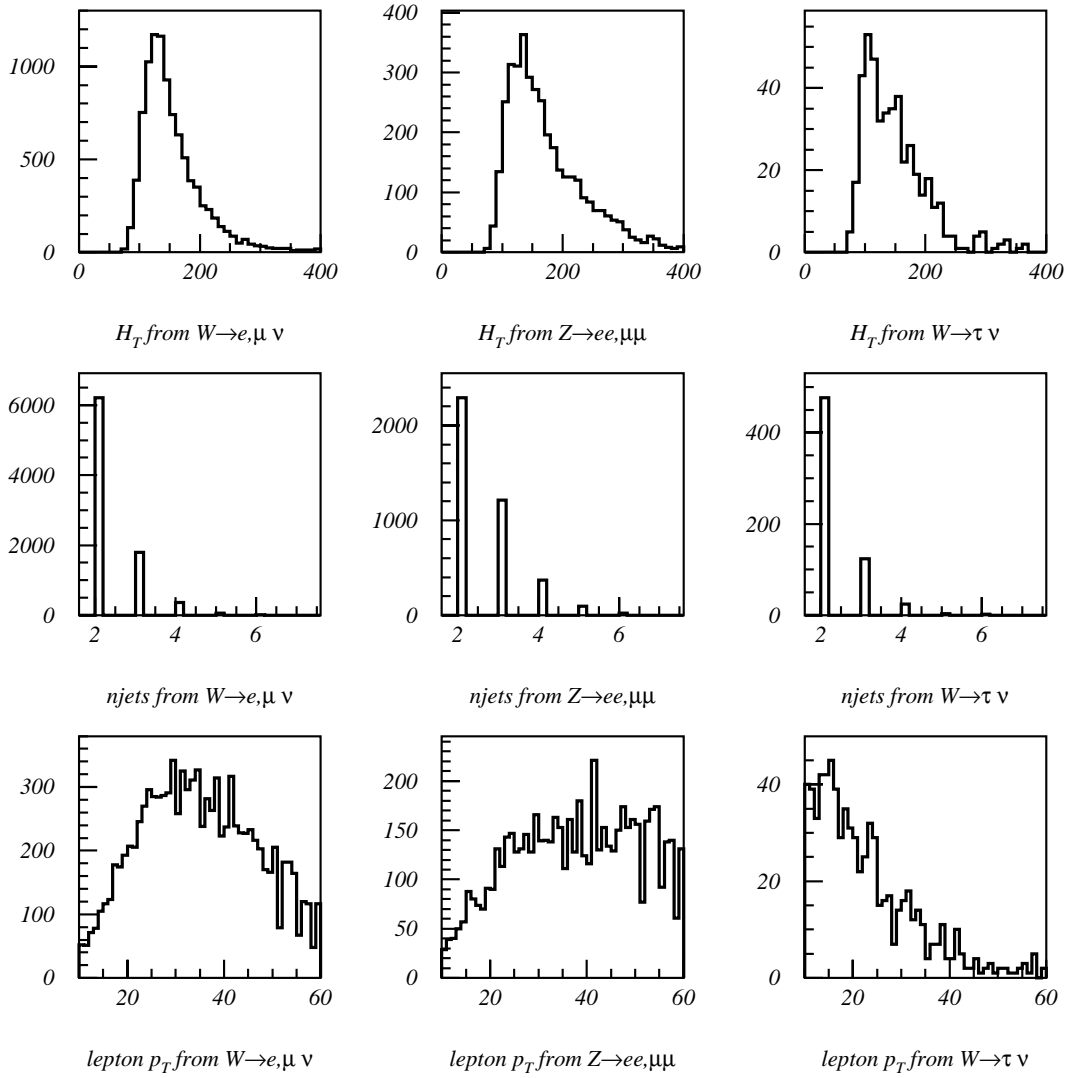 1000
500
0
0 200 400
H_T from W→e,μ ν
400
300
200
100
0
0 200 400
H_T from Z→ee,μμ
40
20
0
0 200 400
H_T from W→τ ν
6000
4000
2000
0
2 4 6
njets from W→e,μ ν
2000
1000
0
2 4 6
njets from Z→ee,μμ
400
200
0
2 4 6
njets from W→τ ν
300
200
100
0
20 40 60
lepton p_T from W→e,μ ν
200
150
100
50
0
20 40 60
lepton p_T from Z→ee,μμ
40
20
0
20 40 60
lepton p_T from W→τ ν